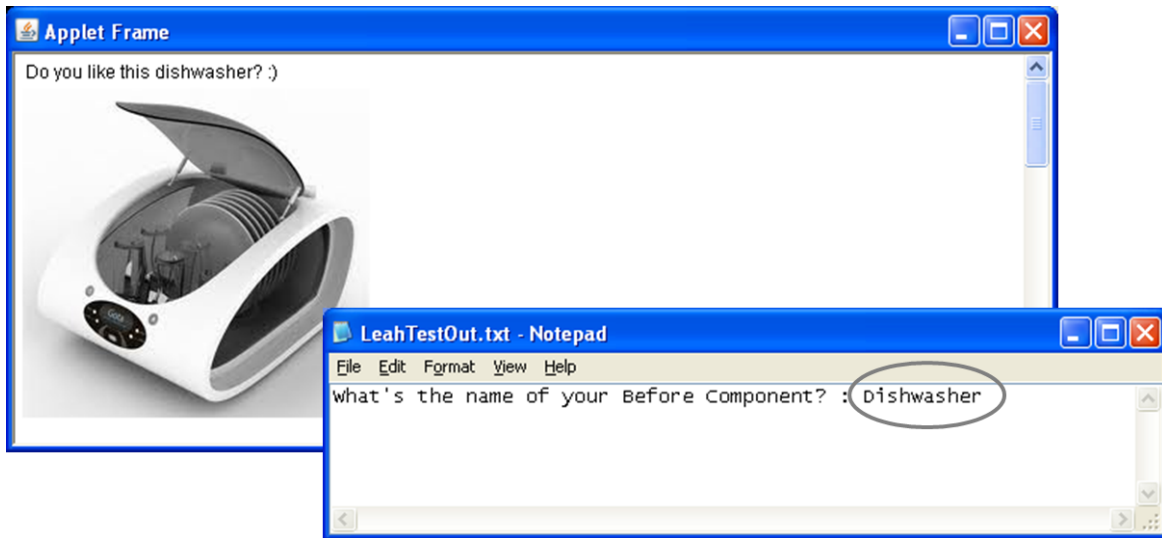 Applet Frame
Do you like this dishwasher? :)
LeahTestOut.txt - Notepad
File Edit Format View Help
What's the name of your Before Component? : Dishwasher